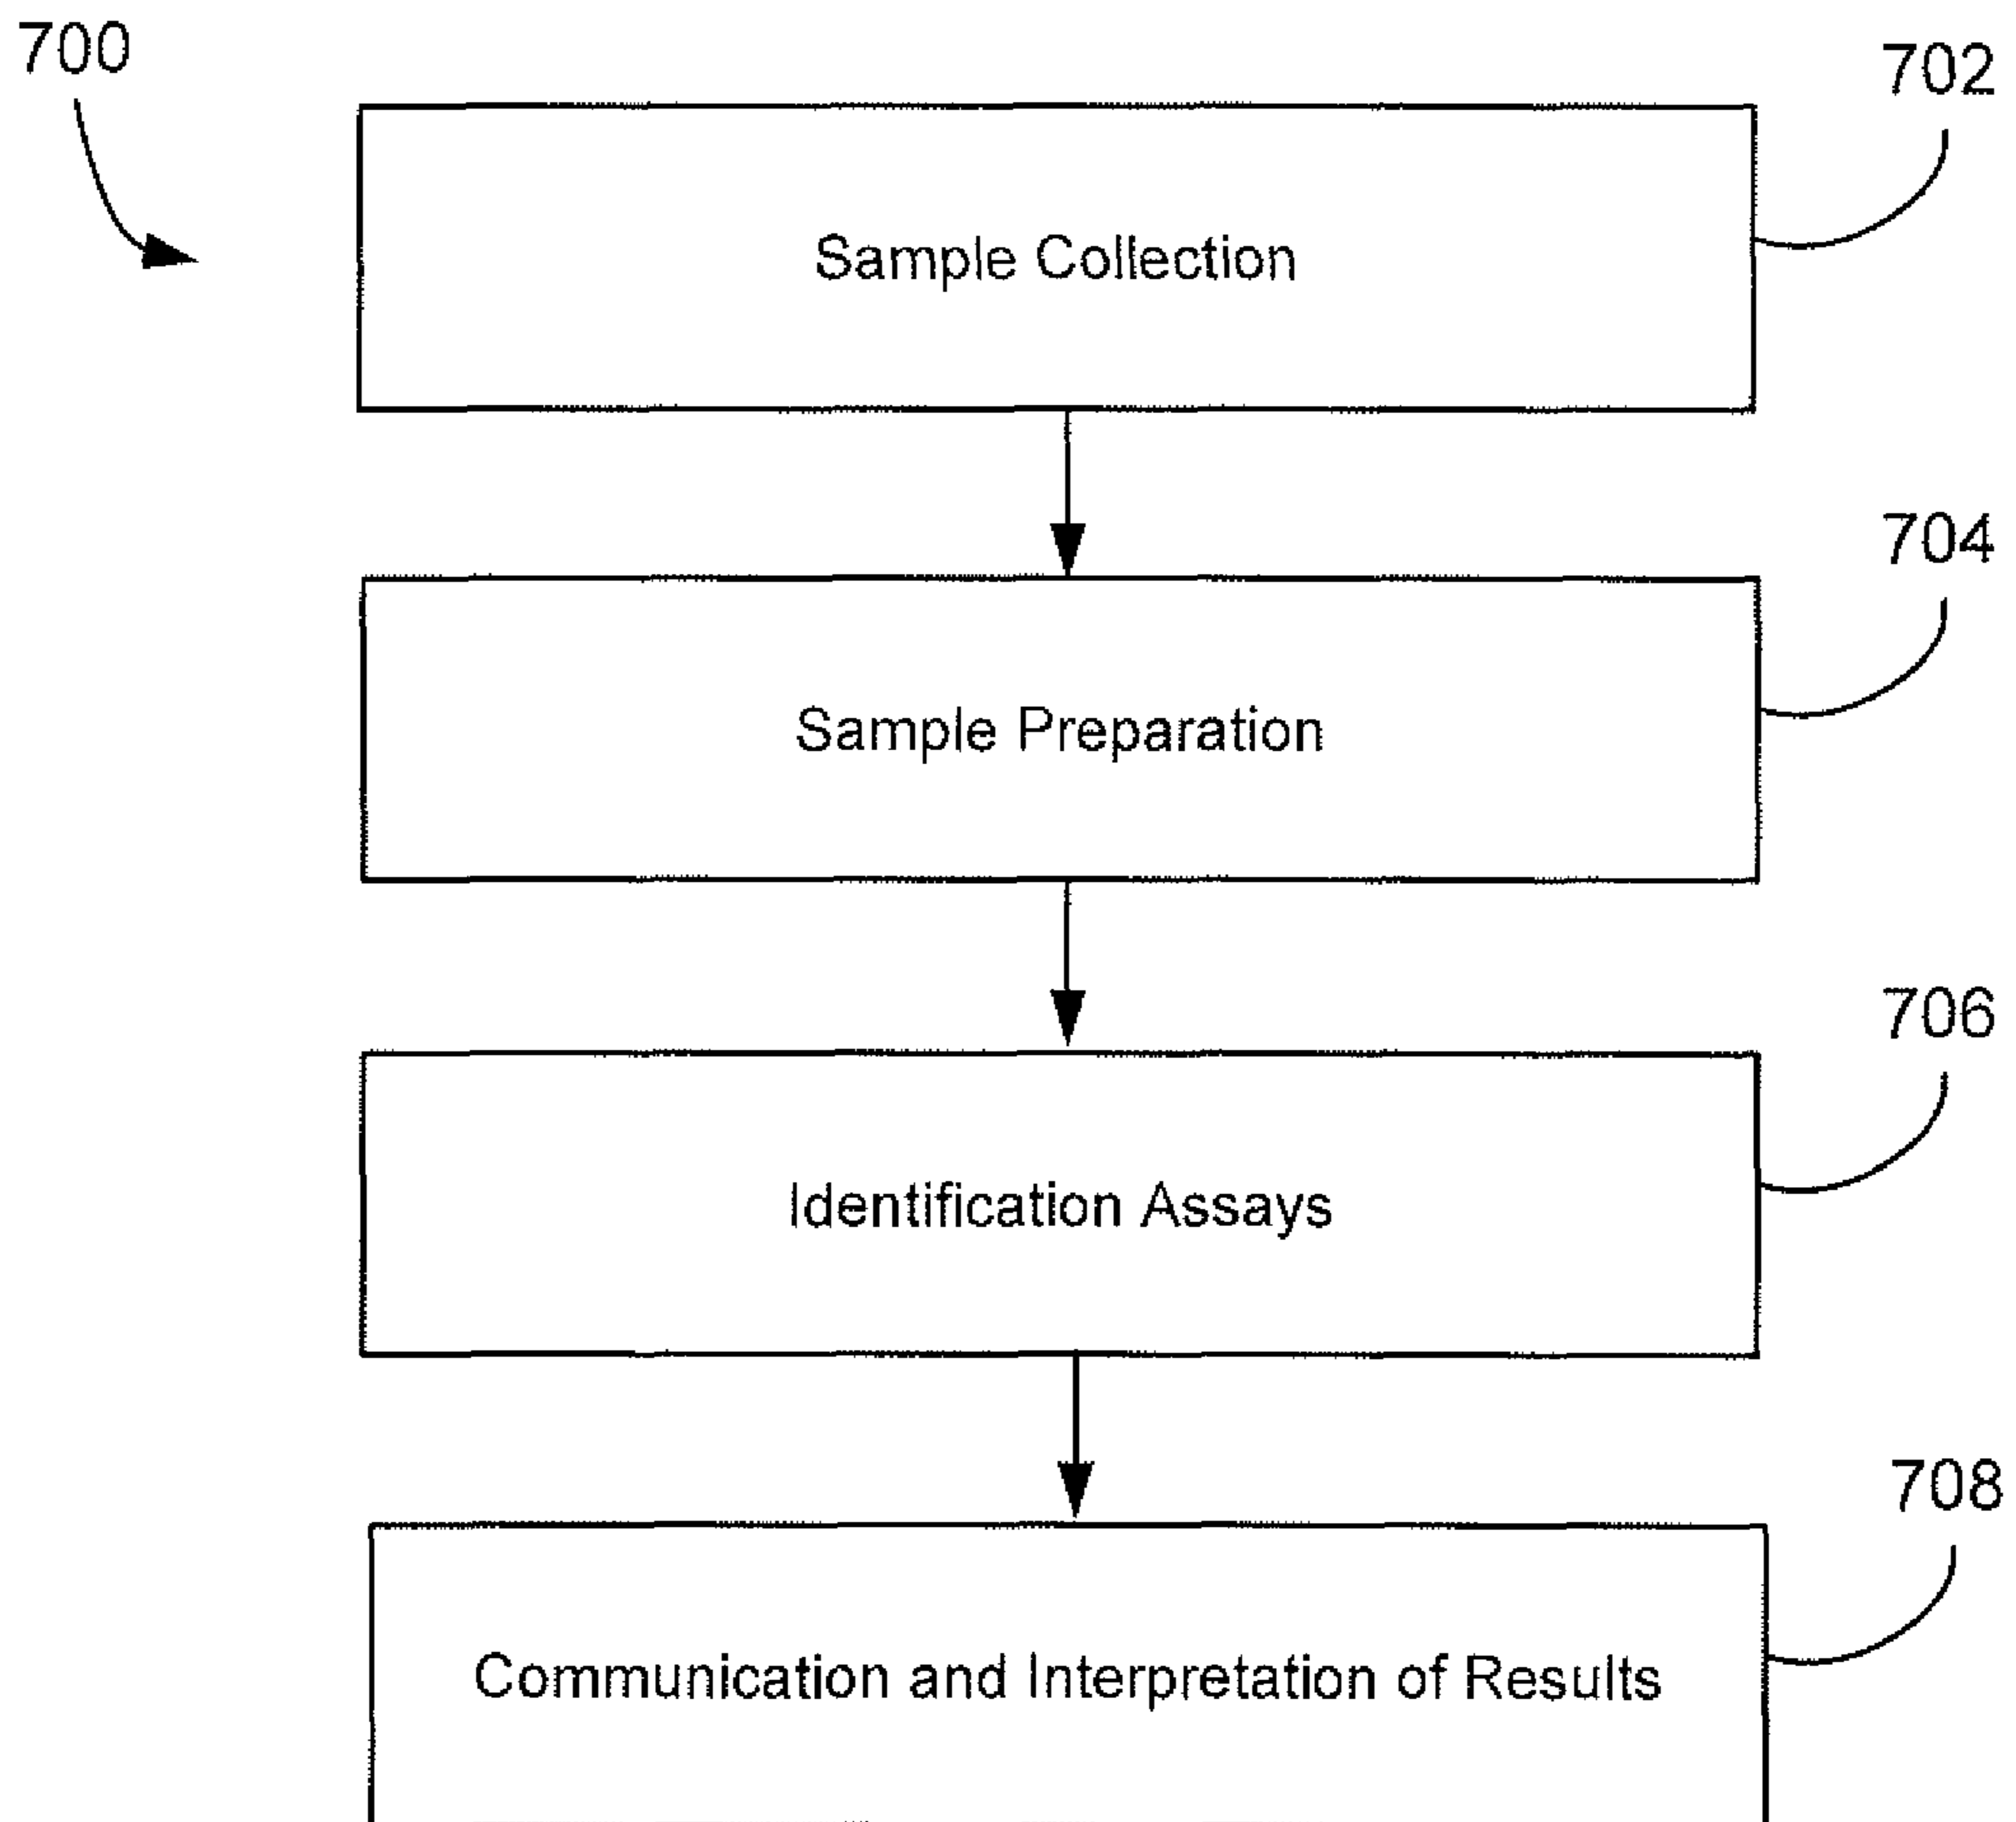 700
702
Sample Collection
704
Sample Preparation
706
Identification Assays
708
Communication and Interpretation of Results